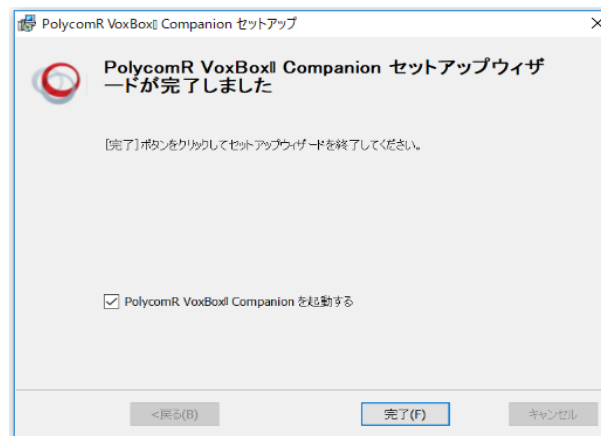 PolycomR VoxBox‖ Companion セットアップ
PolycomR VoxBox‖ Companion セットアップウィザ
ードが完了しました
[完了]ボタンをクリックしてセットアップウィザードを終了してください。
PolycomR VoxBox‖ Companion を起動する
<戻る(B)
完了(F)
キャンセル